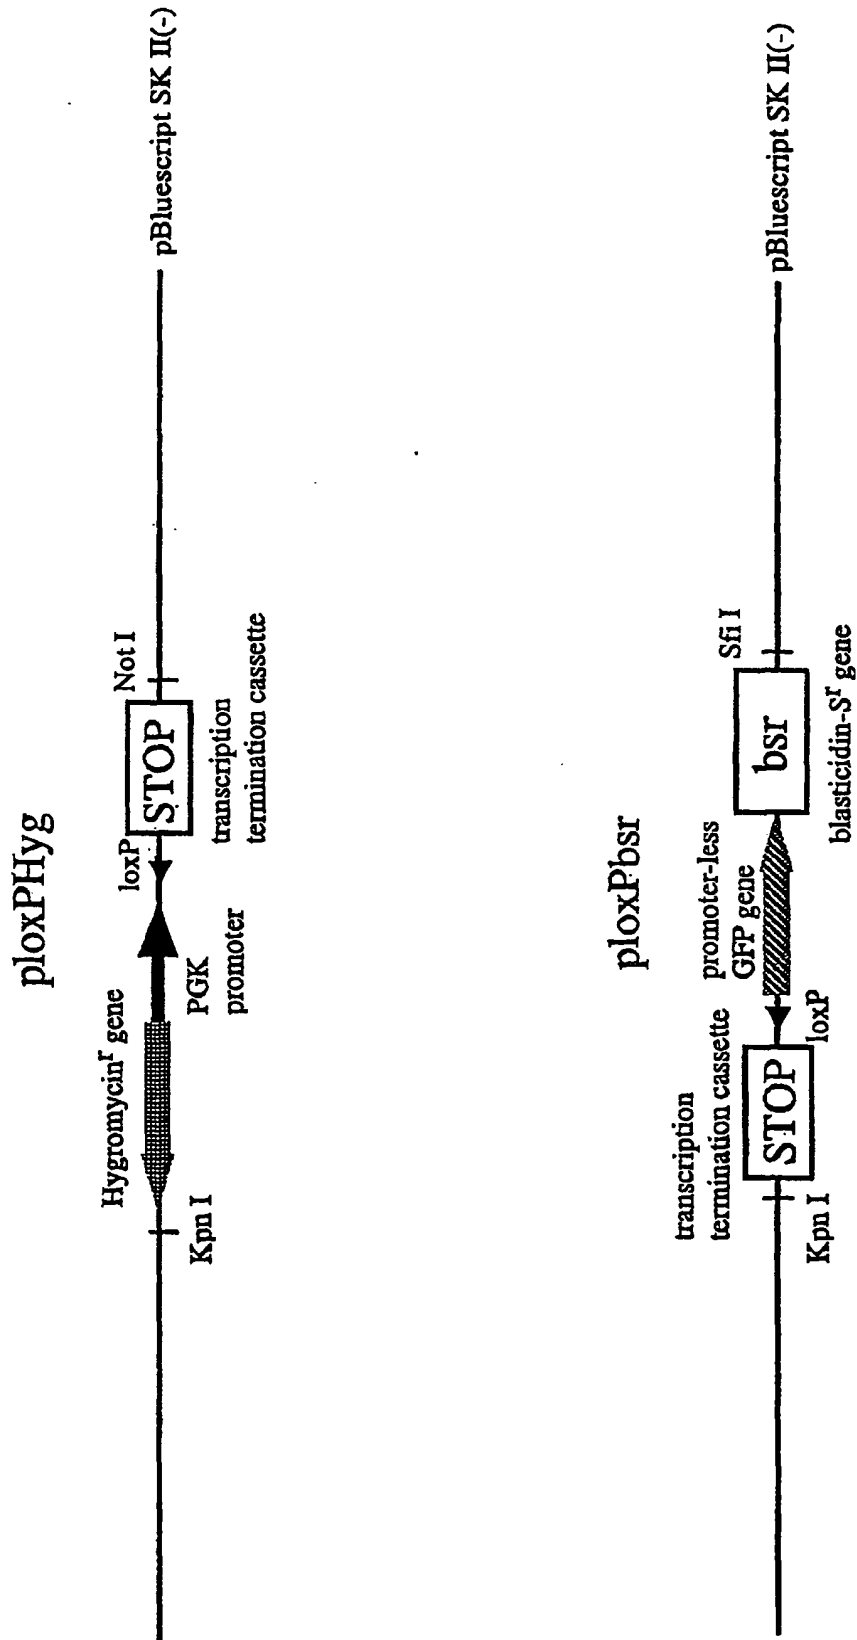 ploxPHyg
Hygromycinʳ gene
loxP
Not I
STOP
pBluescript SK II(-)
Kpn I
PGK
promoter
transcription
termination cassette
ploxPbsr
transcription
termination cassette
promoter-less
GFP gene
Sfi I
STOP
bsr
pBluescript SK II(-)
Kpn I
loxP
blasticidin-Sʳ gene